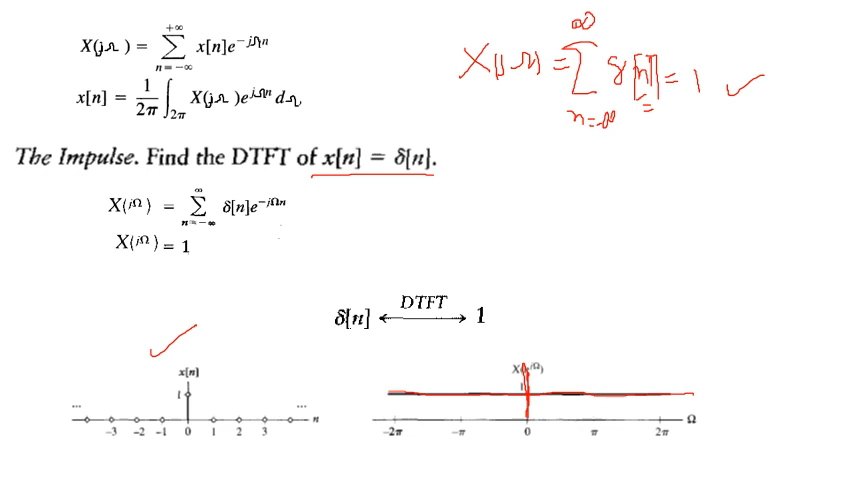 X(jΩ) = Σ_{n=-∞}^{+∞} x[n]e^{-jΩn}
x[n] = 1/2π ∫_{2π} X(jΩ)e^{jΩn} dΩ,
X(jΩ) = Σ_{n=-∞}^{∞} δ[n] = 1 ✓
The Impulse. Find the DTFT of x[n] = δ[n].
X(jΩ) = Σ_{n=-∞}^{∞} δ[n]e^{-jΩn}
X(jΩ) = 1
δ[n] ⟷ DTFT 1
x[n]
1
... ...
-3 -2 -1 0 1 2 3 n
X(jΩ)
1
-2π -π 0 π 2π Ω